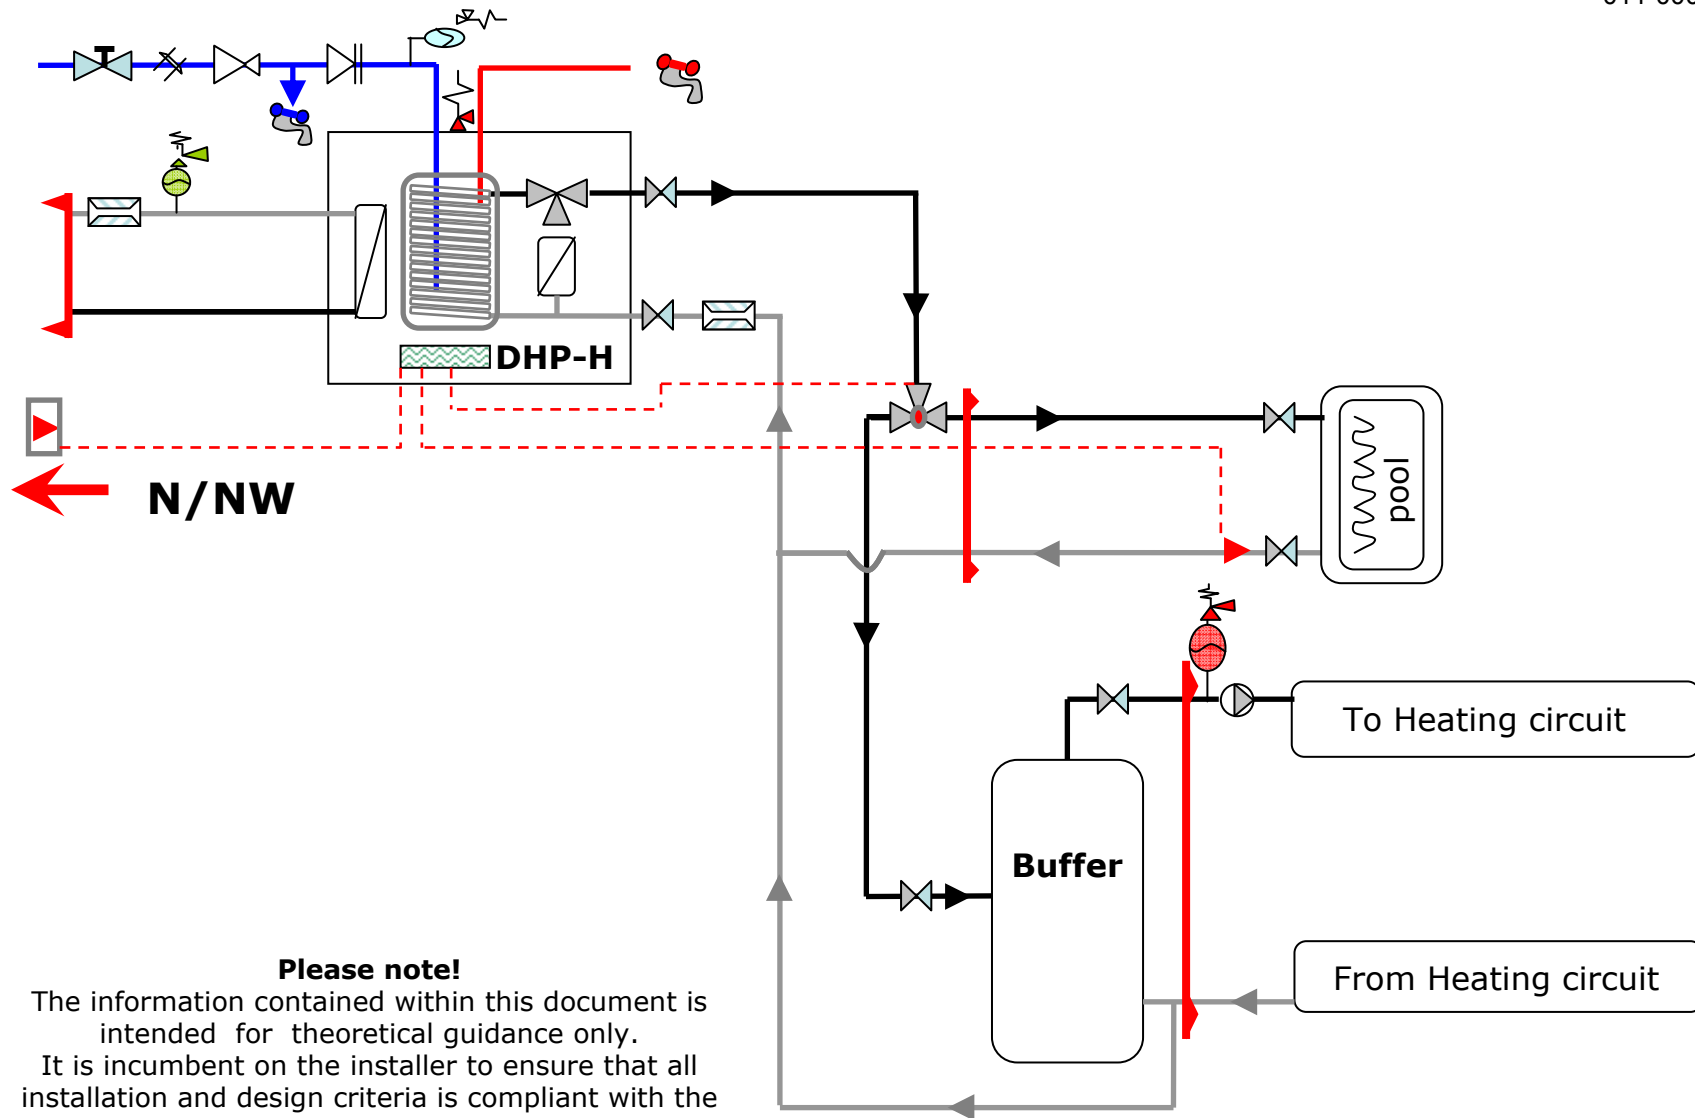 DHP-H
N/NW
pool
To Heating circuit
Buffer
From Heating circuit
Please note!
The information contained within this document is
intended for theoretical guidance only.
It is incumbent on the installer to ensure that all
installation and design criteria is compliant with the